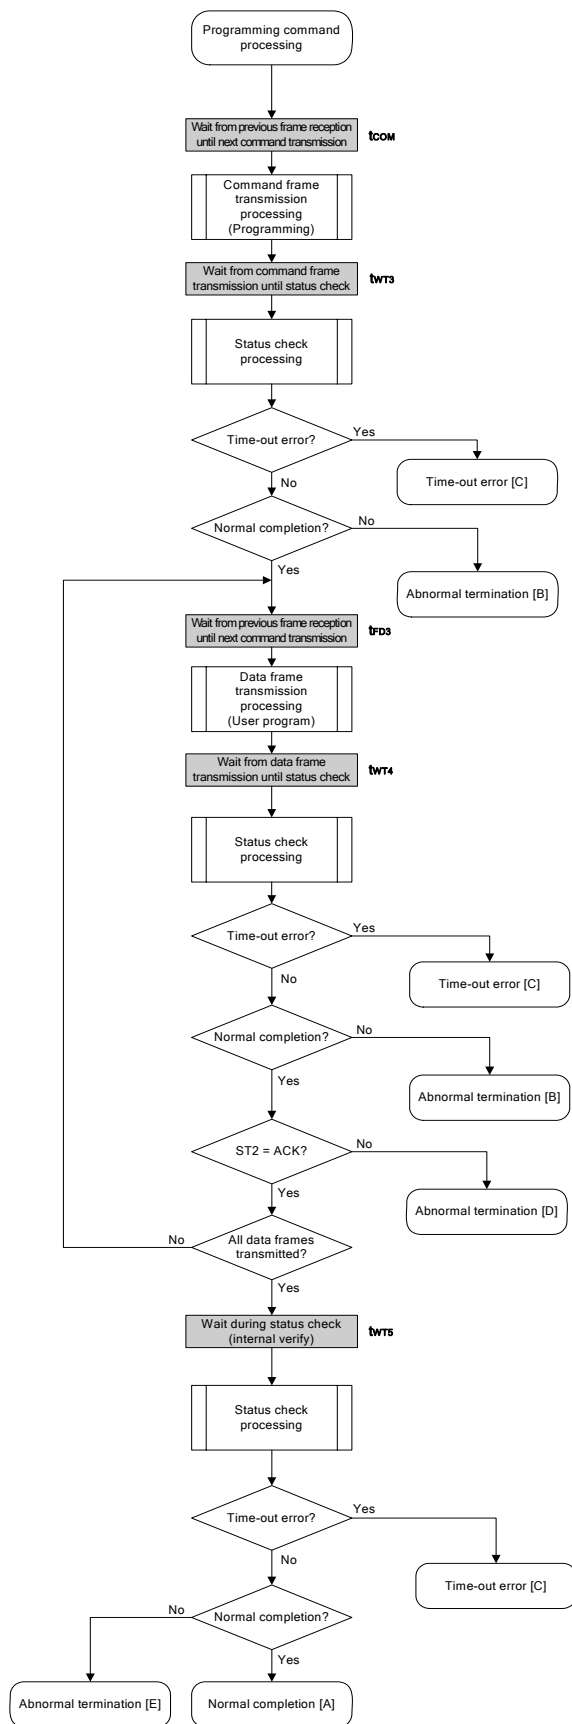 Programming command
processing
Wait from previous frame reception
until next command transmission
tCOM
Command frame
transmission
processing
(Programming)
Wait from command frame
transmission until status check
tWT3
Status check
processing
Time-out error?
Yes
Time-out error [C]
No
Normal completion?
No
Abnormal termination [B]
Yes
Wait from previous frame reception
until next command transmission
tFD3
Data frame
transmission
processing
(User program)
Wait from data frame
transmission until status check
tWT4
Status check
processing
Time-out error?
Yes
Time-out error [C]
No
Normal completion?
No
Abnormal termination [B]
Yes
ST2 = ACK?
No
Abnormal termination [D]
Yes
All data frames
transmitted?
No
Yes
Wait during status check
(internal verify)
tWT5
Status check
processing
Time-out error?
Yes
Time-out error [C]
No
Normal completion?
No
Yes
Abnormal termination [E]
Normal completion [A]